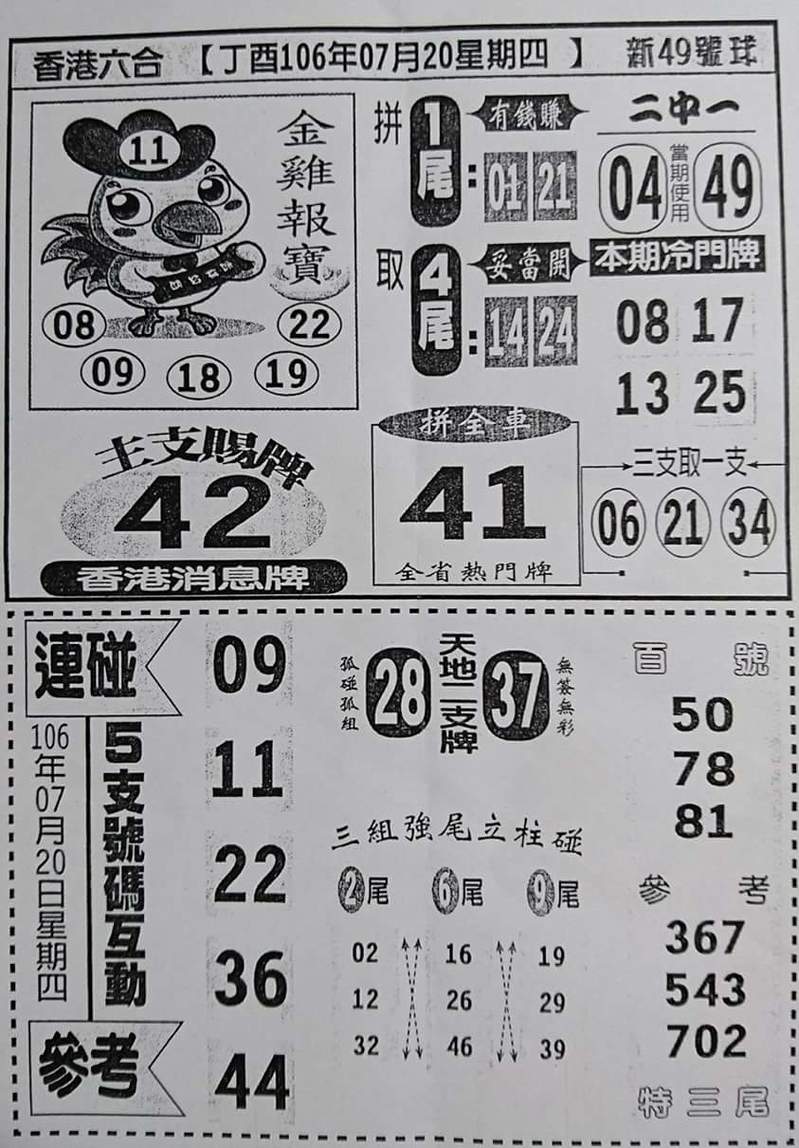 香港六合 【丁酉106年07月20星期四 】 新49號球
11
金雞報寶
08 22
09 18 19
拼 1尾: 有錢賺
01 21
取 4尾: 妥當開
14 24
二中一
04 當期使用 49
本期冷門牌
08 17
13 25
主支賜牌
42
香港消息牌
拼全車
41
全省熱門牌
三支取一支
06 21 34
連碰
106年07月20日星期四
5支號碼互動
參考
09
11
22
36
44
孤碰孤組 28 天地二支牌 37 無簽無彩
三組強尾立柱碰
2尾 6尾 9尾
02 16 19
12 26 29
32 46 39
百號
50
78
81
參考
367
543
702
特三尾